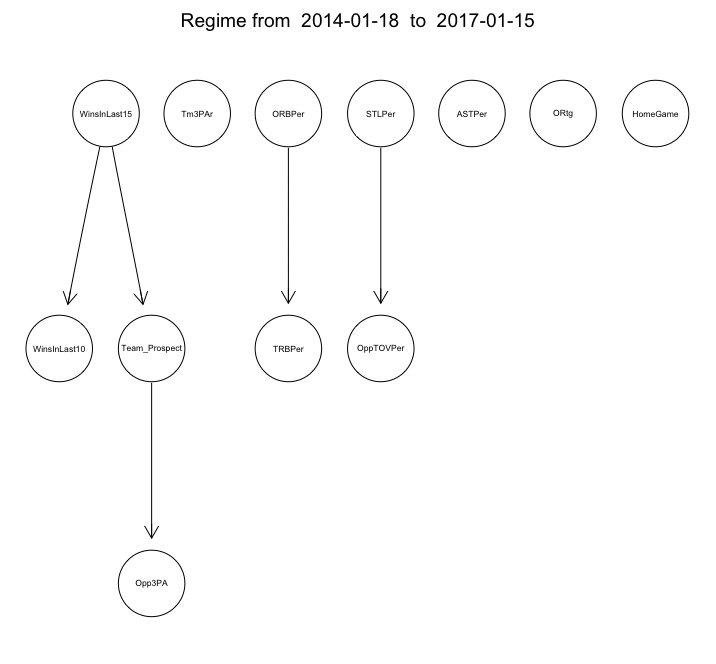 Regime from 2014-01-18 to 2017-01-15
WinsInLast15 Tm3PAr ORBPer STLPer ASTPer ORtg HomeGame
WinsInLast10 Team_Prospect TRBPer OppTOVPer
Opp3PA